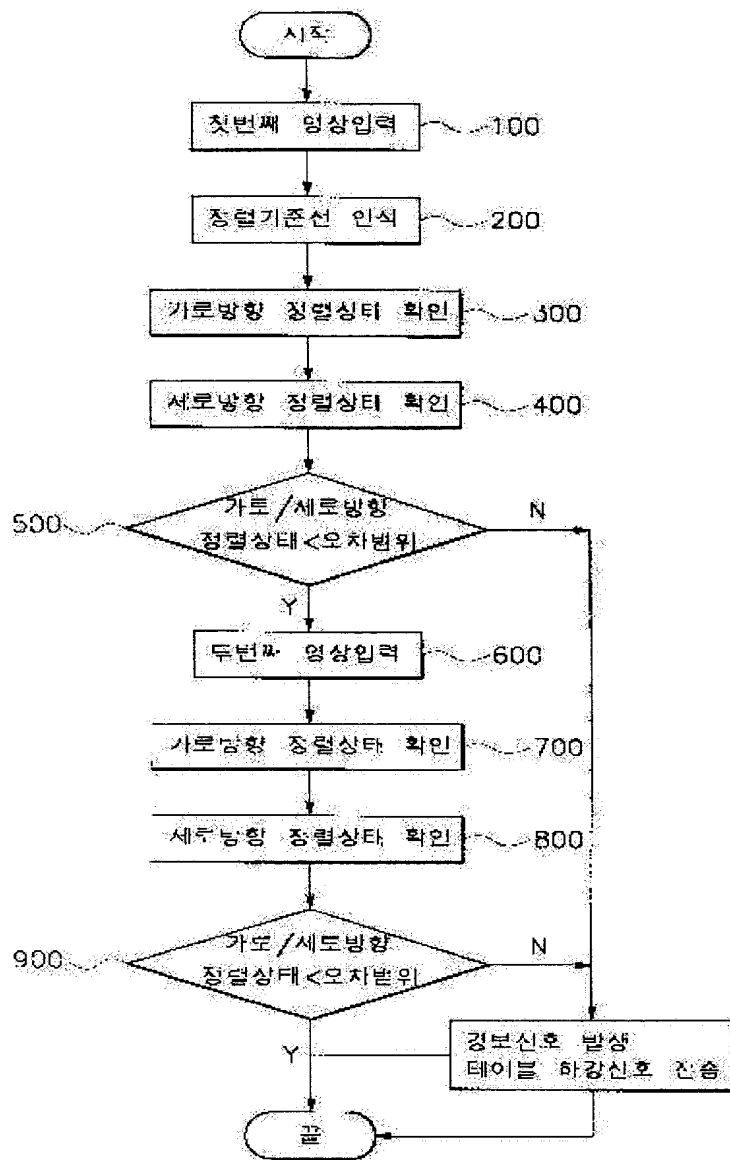 시작
첫번째 영상입력
100
정렬기준선 인식
200
가로방향 정렬상태 확인
300
세로방향 정렬상태 확인
400
500
가로/세로방향
정렬상태<오차범위
N
Y
두번째 영상입력
600
가로방향 정렬상태 확인
700
세로방향 정렬상태 확인
800
900
가로/세로방향
정렬상태<오차범위
N
Y
경보신호 발생
테이블 하강신호 전송
끝